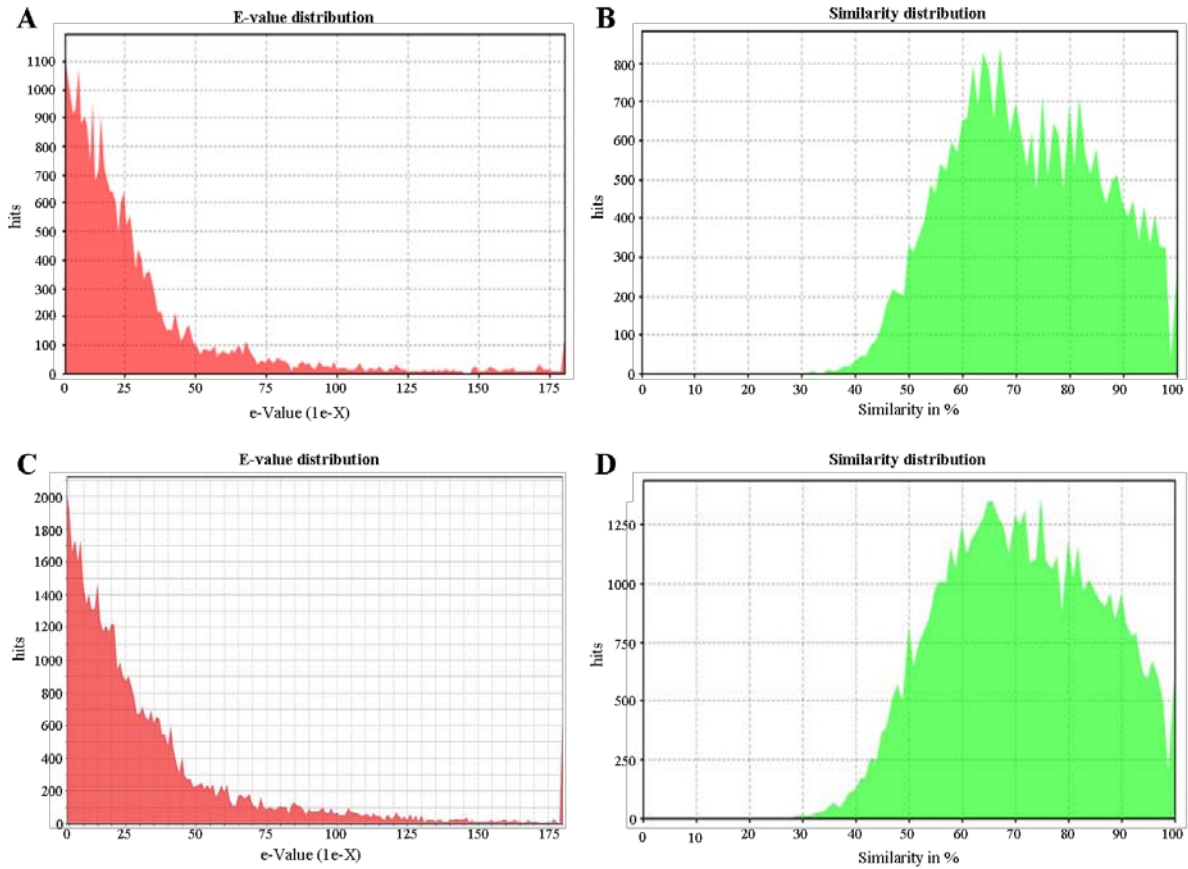 A
E-value distribution
1100
1000
900
800
700
600
500
400
300
200
100
0
hits
0 25 50 75 100 125 150 175
e-Value (1e-X)
B
Similarity distribution
800
700
600
500
400
300
200
100
0
hits
0 10 20 30 40 50 60 70 80 90 100
Similarity in %
C
E-value distribution
2000
1800
1600
1400
1200
1000
800
600
400
200
0
hits
0 25 50 75 100 125 150 175
e-Value (1e-X)
D
Similarity distribution
1250
1000
750
500
250
0
hits
0 10 20 30 40 50 60 70 80 90 100
Similarity in %